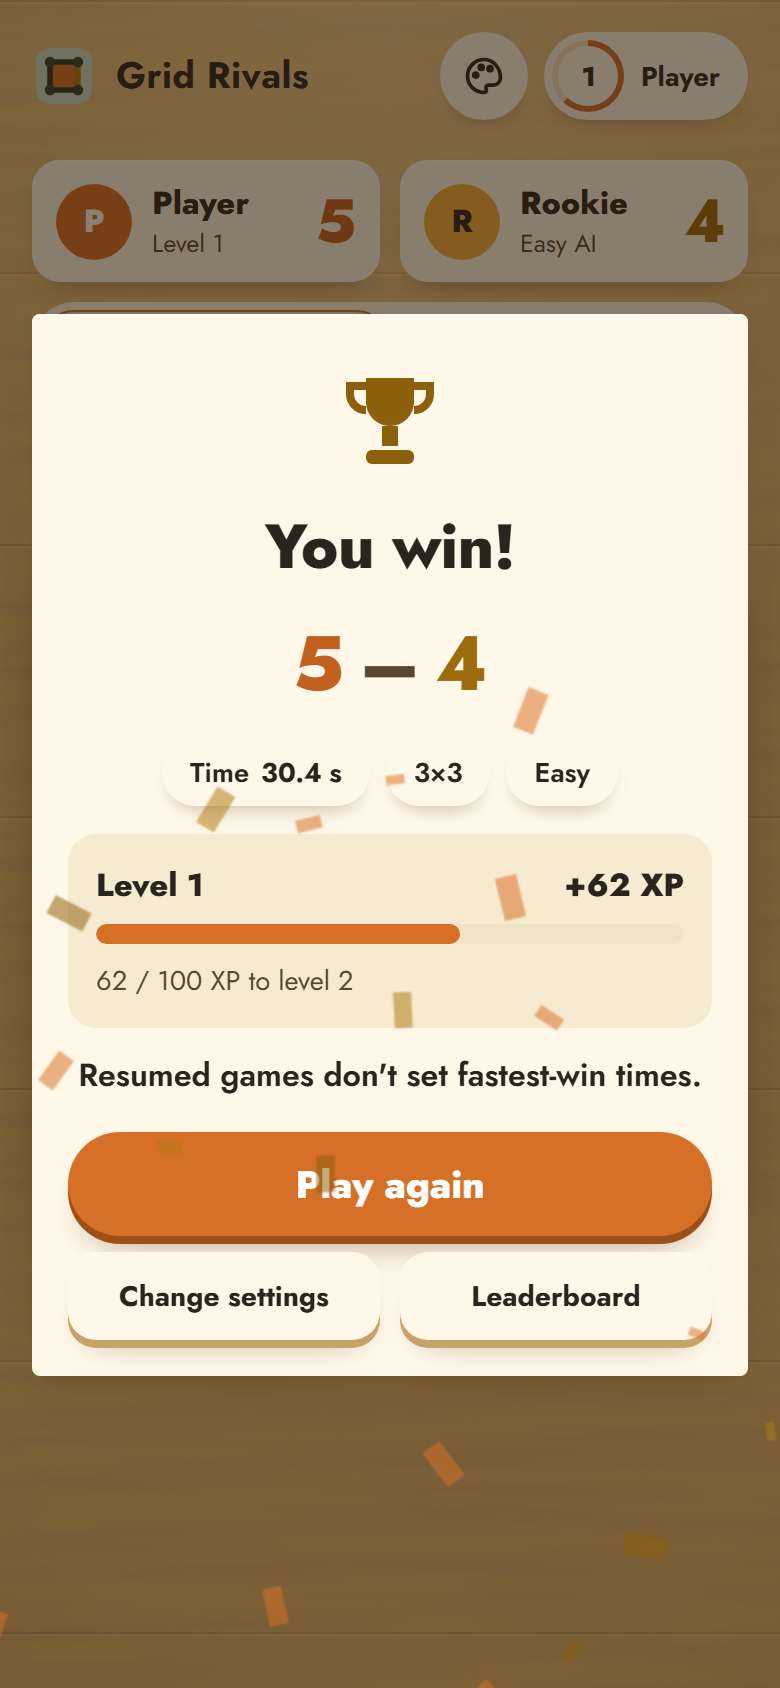 Grid Rivals
1 Player
P Player 5
Level 1
R Rookie 4
Easy AI
You win!
5 – 4
Time 30.4 s 3×3 Easy
Level 1 +62 XP
62 / 100 XP to level 2
Resumed games don't set fastest-win times.
Play again
Change settings Leaderboard